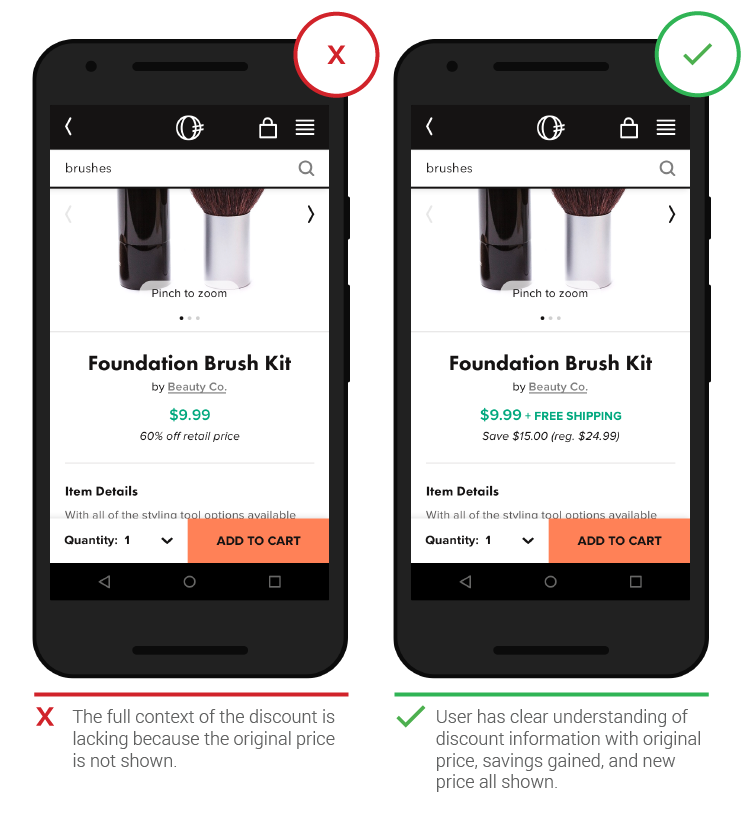 X
brushes
Pinch to zoom
Foundation Brush Kit
by Beauty Co.
$9.99
60% off retail price
Item Details
With all of the styling tool options available
Quantity: 1
ADD TO CART
X
The full context of the discount is
lacking because the original price
is not shown.
brushes
Pinch to zoom
Foundation Brush Kit
by Beauty Co.
$9.99 + FREE SHIPPING
Save $15.00 (reg. $24.99)
Item Details
With all of the styling tool options available
Quantity: 1
ADD TO CART
User has clear understanding of
discount information with original
price, savings gained, and new
price all shown.